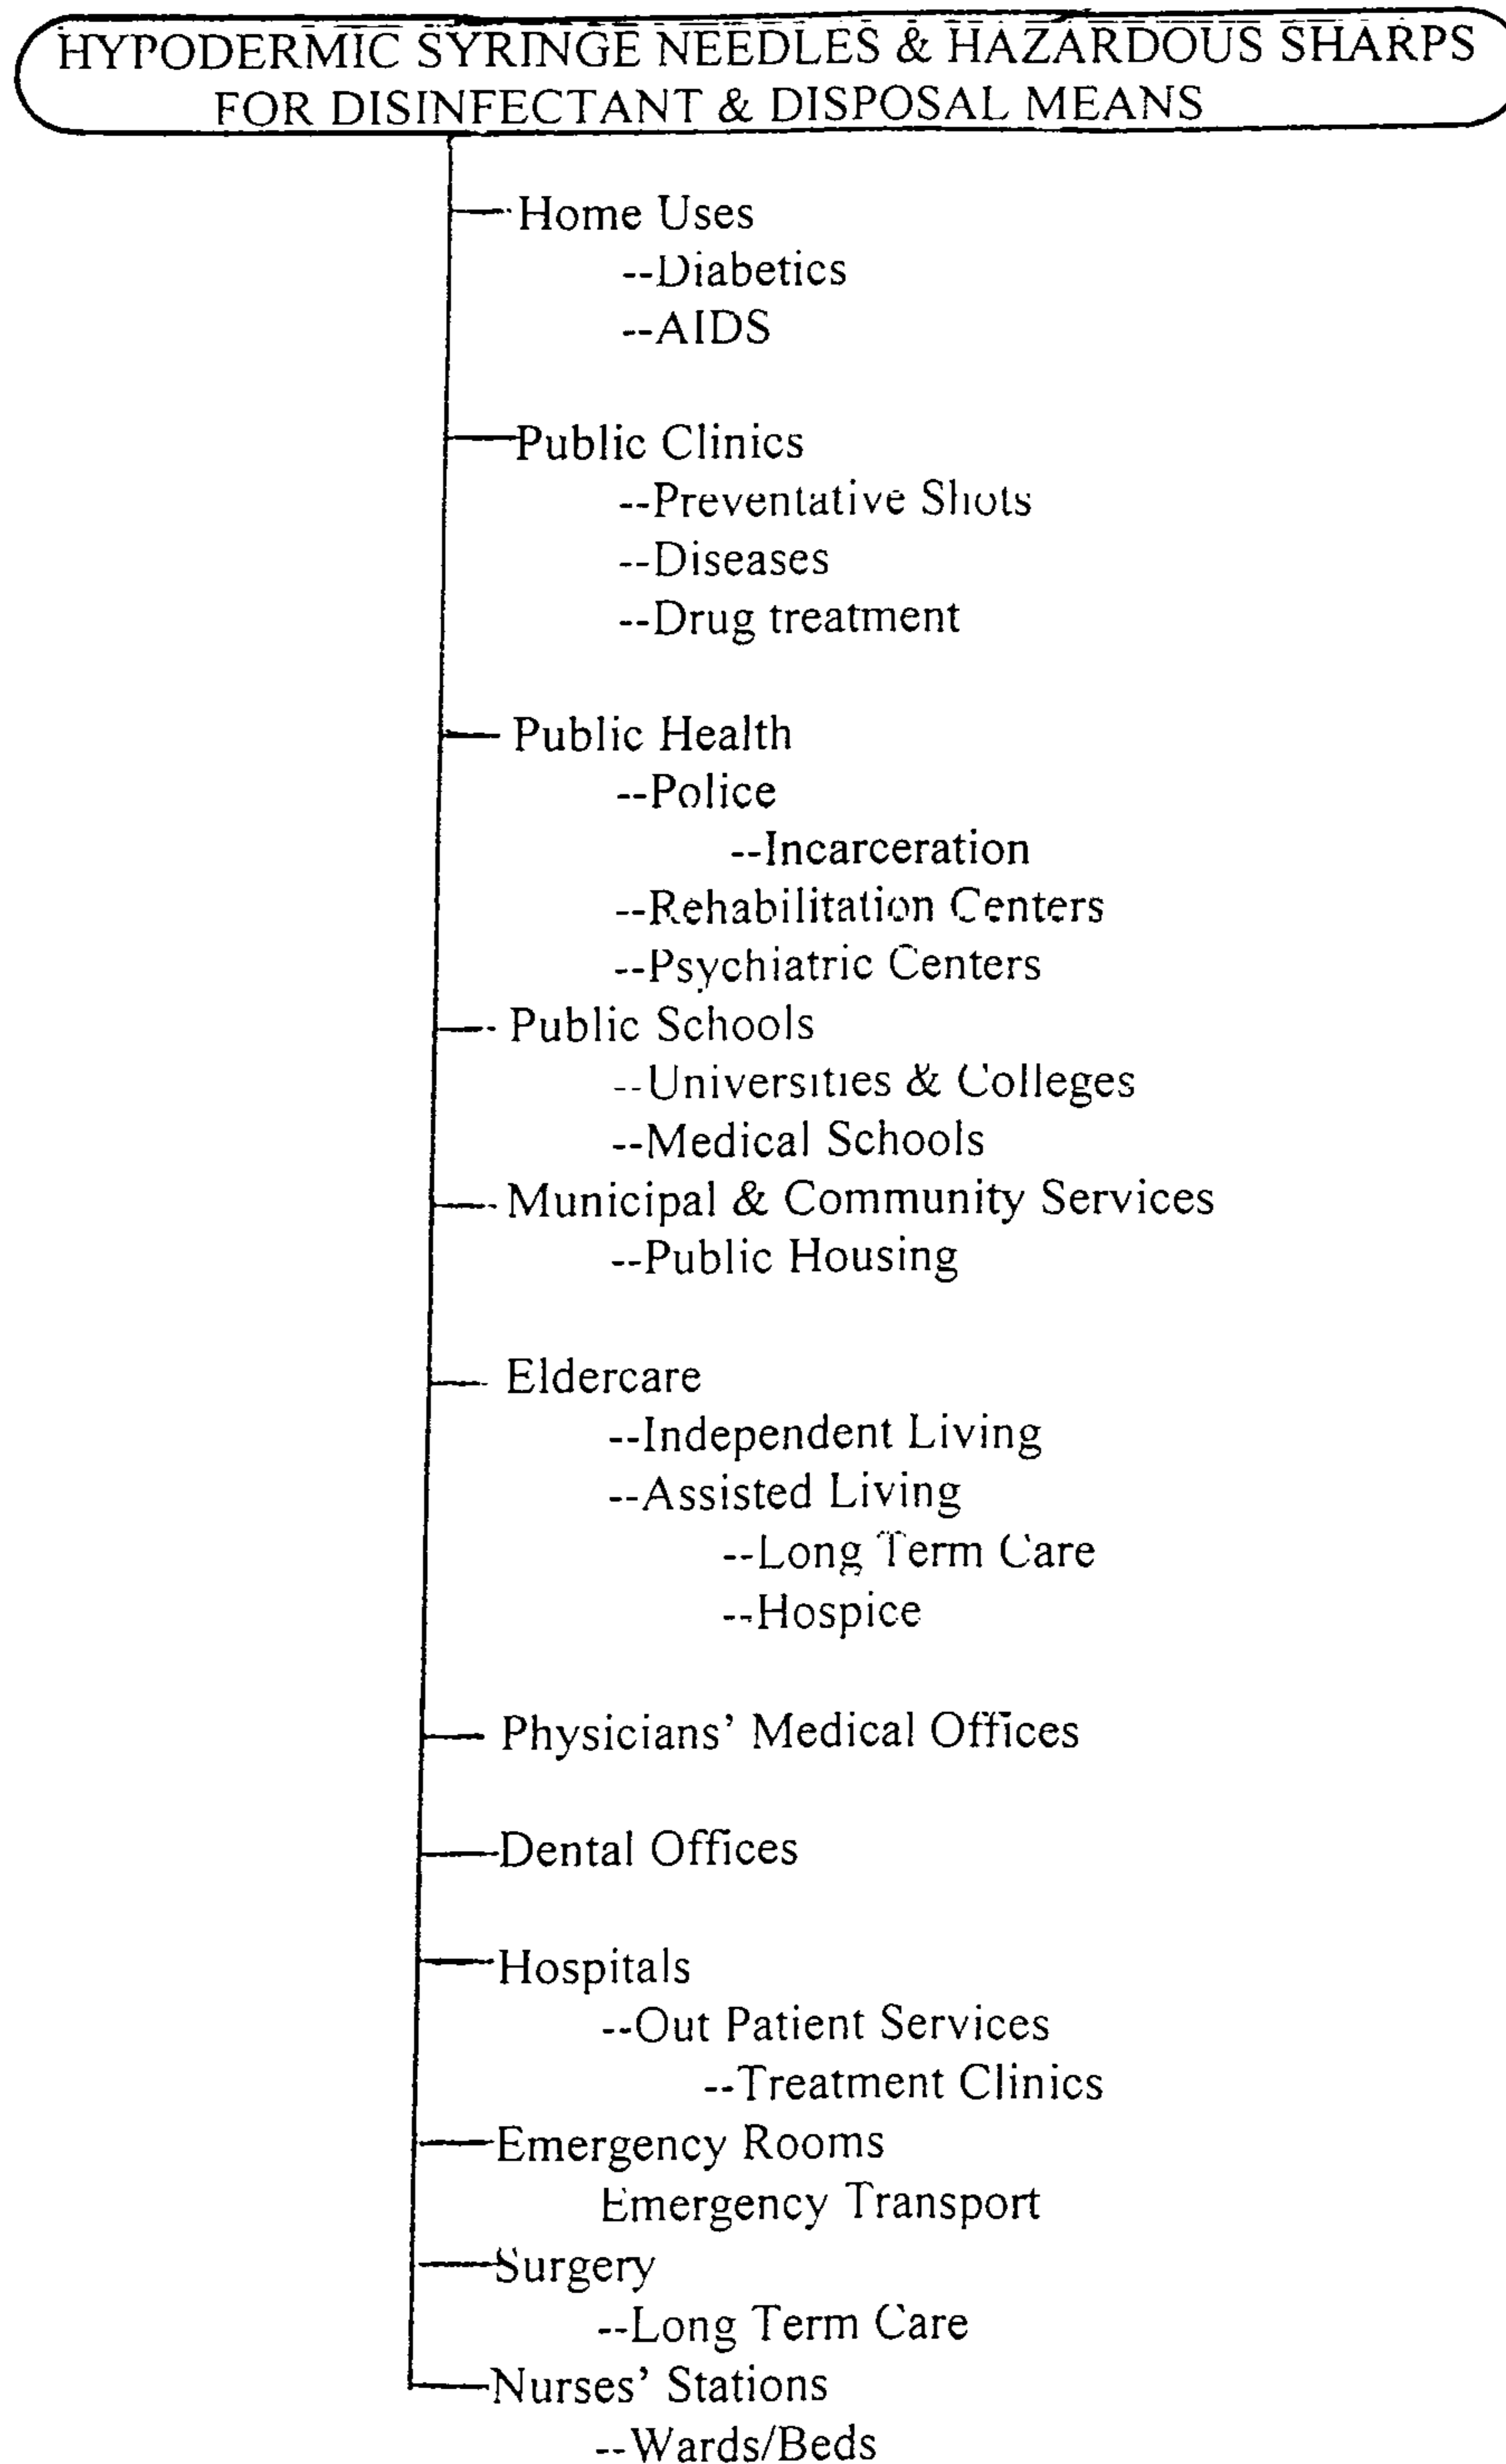 HYPODERMIC SYRINGE NEEDLES & HAZARDOUS SHARPS
FOR DISINFECTANT & DISPOSAL MEANS
Home Uses
--Diabetics
--AIDS
Public Clinics
--Preventative Shots
--Diseases
--Drug treatment
Public Health
--Police
--Incarceration
--Rehabilitation Centers
--Psychiatric Centers
Public Schools
--Universities & Colleges
--Medical Schools
Municipal & Community Services
--Public Housing
Eldercare
--Independent Living
--Assisted Living
--Long Term Care
--Hospice
Physicians’ Medical Offices
Dental Offices
Hospitals
--Out Patient Services
--Treatment Clinics
Emergency Rooms
Emergency Transport
Surgery
--Long Term Care
Nurses’ Stations
--Wards/Beds